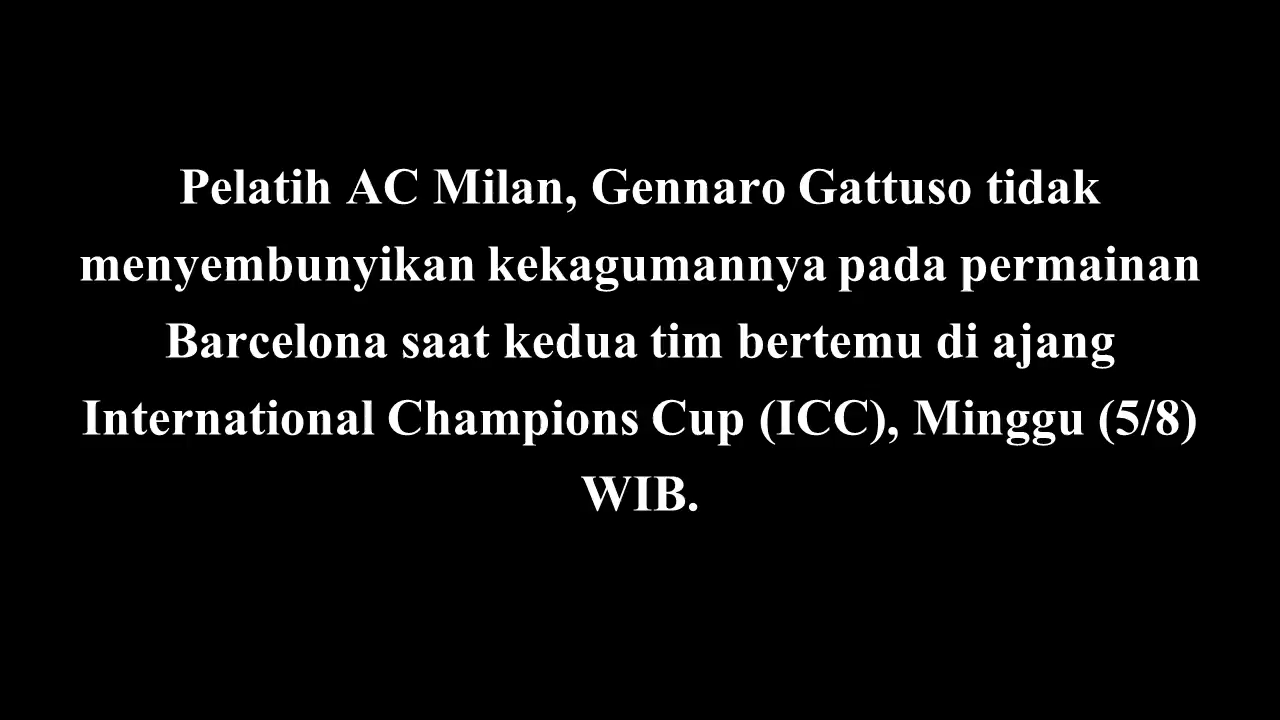 Pelatih AC Milan, Gennaro Gattuso tidak
menyembunyikan kekagumannya pada permainan
Barcelona saat kedua tim bertemu di ajang
International Champions Cup (ICC), Minggu (5/8)
WIB.